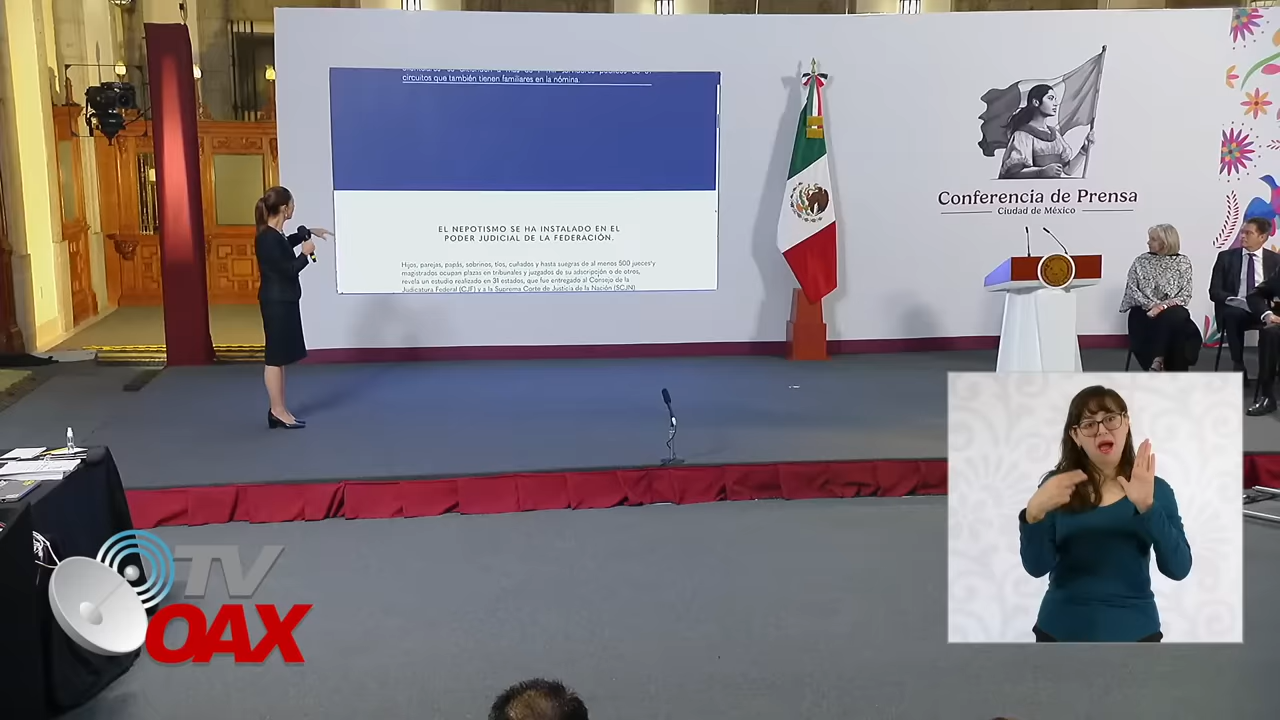 circuitos que también tienen familiares en la nómina.
EL NEPOTISMO SE HA INSTALADO EN EL
PODER JUDICIAL DE LA FEDERACIÓN.
Hijos, parejas, papás, sobrinos, tíos, cuñados y hasta suegras de al menos 500 jueces y
magistrados ocupan plazas en tribunales y juzgados de su adscripción o de otros,
revela un estudio realizado en 31 estados, que fue entregado al Consejo de la
Judicatura Federal (CJF) y a la Suprema Corte de Justicia de la Nación (SCJN)
Conferencia de Prensa
Ciudad de México
TV
OAX